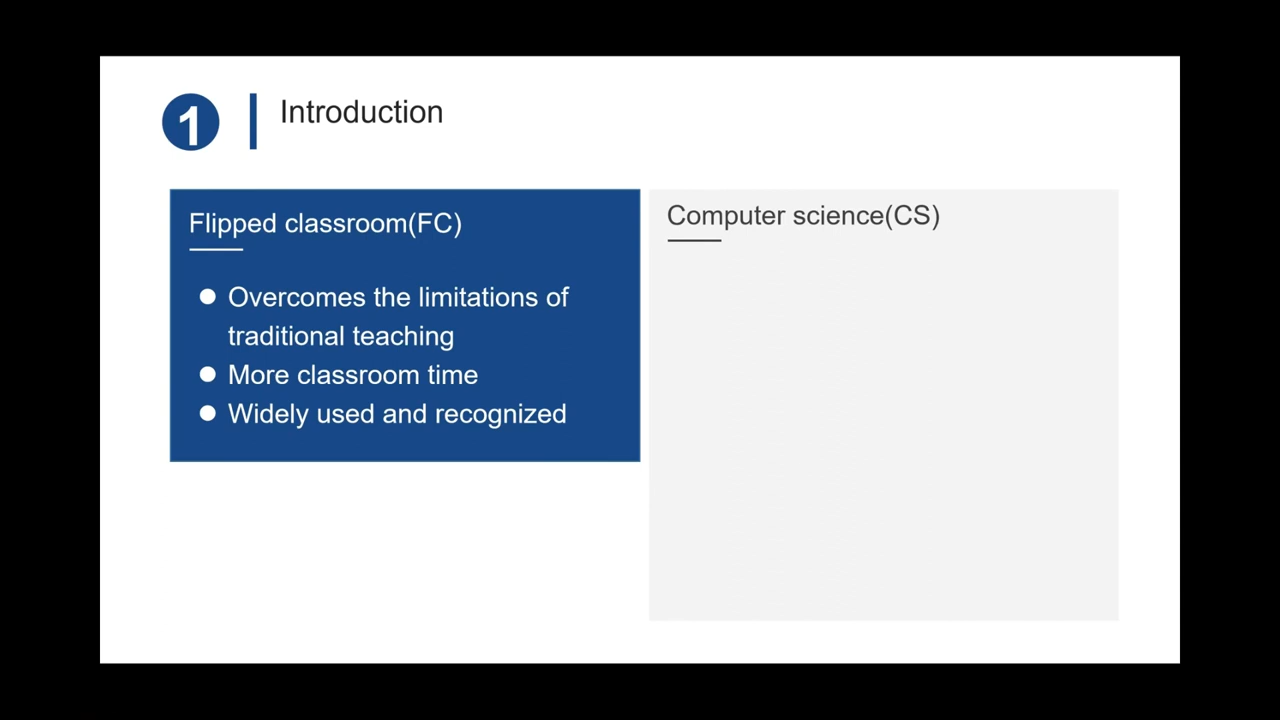 1
Introduction
Flipped classroom(FC)
● Overcomes the limitations of
traditional teaching
● More classroom time
● Widely used and recognized
Computer science(CS)